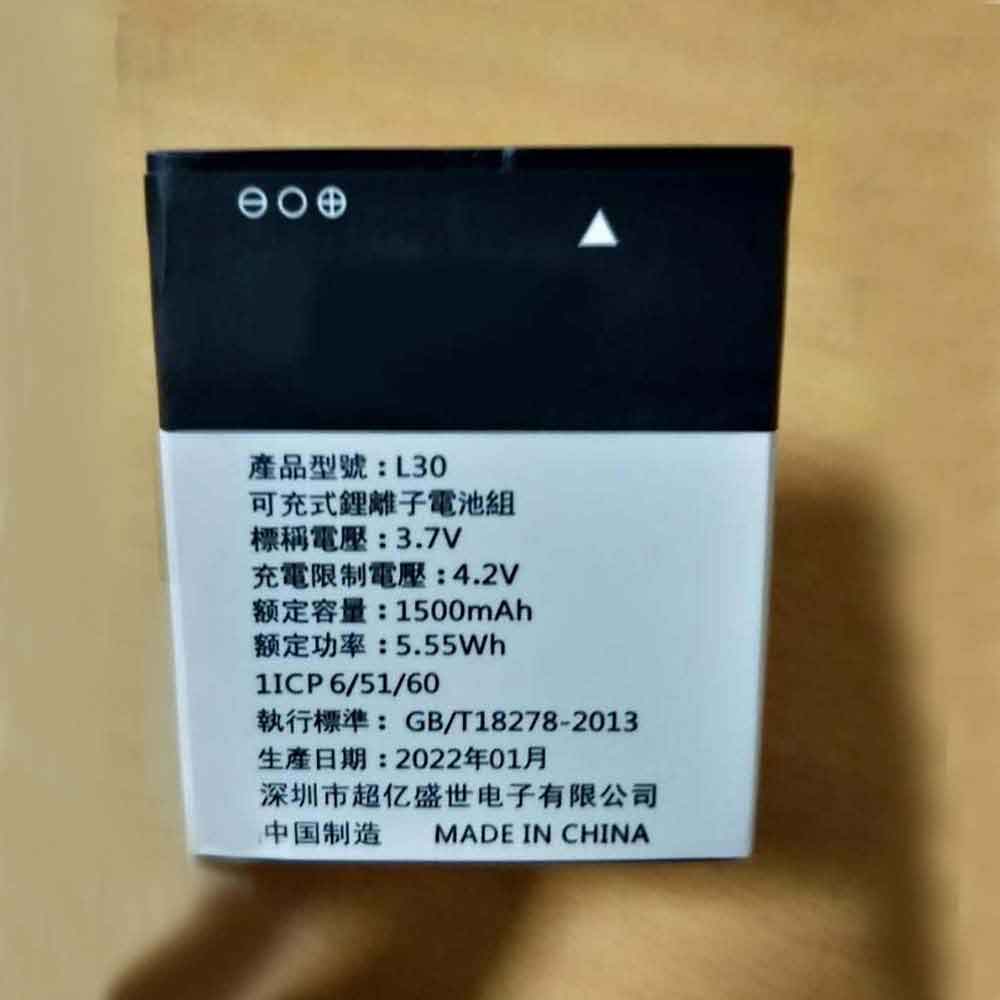 產品型號：L30
可充式鋰離子電池組
標稱電壓：3.7V
充電限制電壓：4.2V
额定容量：1500mAh
额定功率：5.55Wh
1ICP 6/51/60
執行標準：GB/T18278-2013
生產日期：2022年01月
深圳市超亿盛世电子有限公司
中国制造 MADE IN CHINA